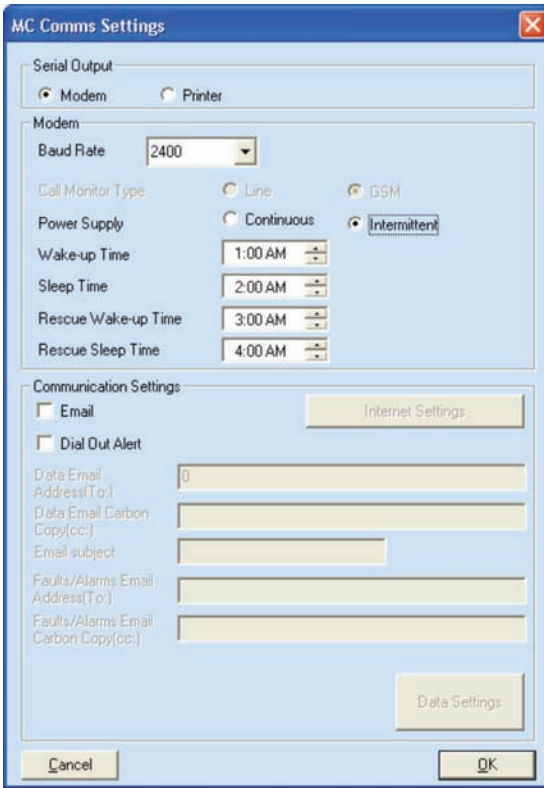 MC Comms Settings
Serial Output
Modem Printer
Modem
Baud Rate 2400
Call Monitor Type Line GSM
Power Supply Continuous Intermittent
Wake-up Time 1:00 AM
Sleep Time 2:00 AM
Rescue Wake-up Time 3:00 AM
Rescue Sleep Time 4:00 AM
Communication Settings
Email Internet Settings
Dial Out Alert
Data Email
Address(To:) 0
Data Email Carbon
Copy(cc:)
Email subject
Faults/Alarms Email
Address(To:)
Faults/Alarms Email
Carbon Copy(cc:)
Data Settings
Cancel OK